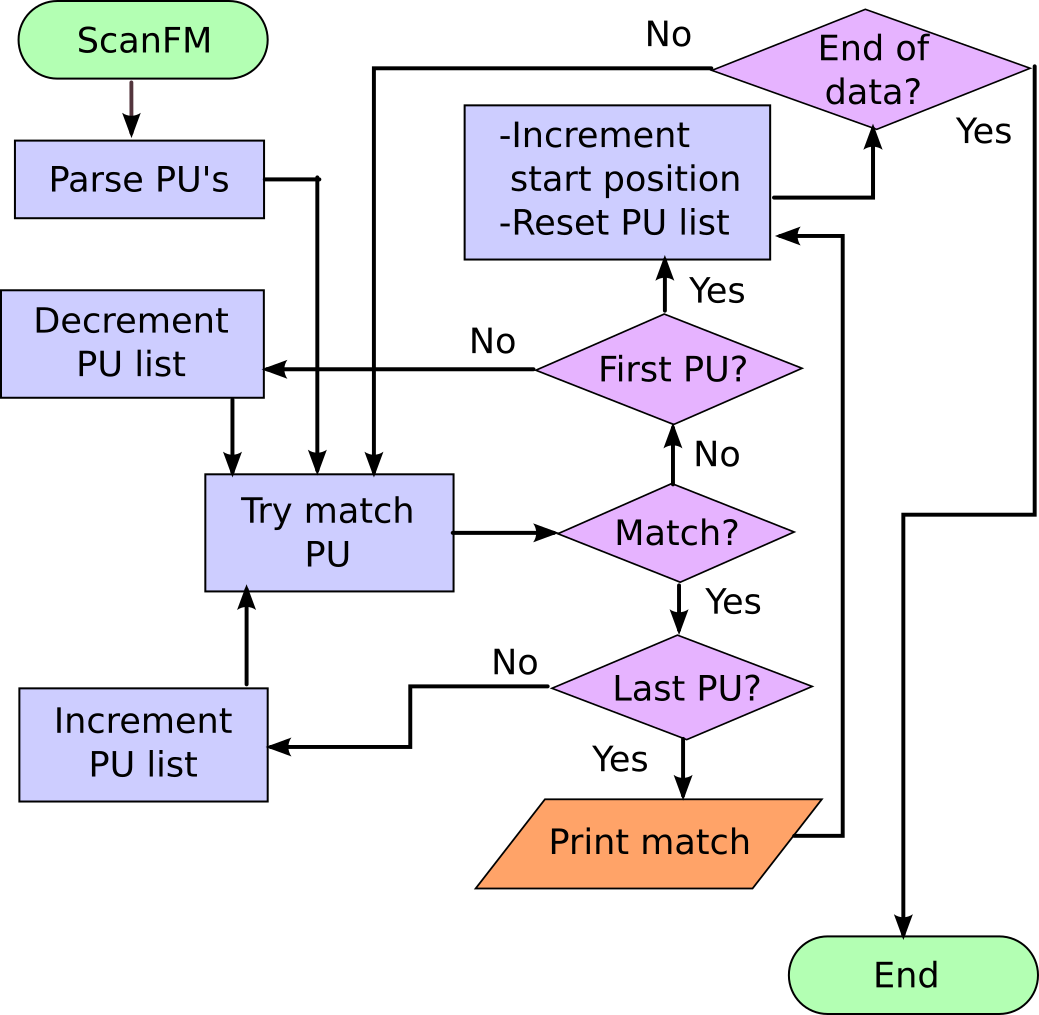 ScanFM
No
End of
data?
Yes
-Increment
start position
-Reset PU list
Parse PU's
Yes
Decrement
PU list
No
First PU?
No
Try match
PU
Match?
Yes
No
Last PU?
Increment
PU list
Yes
Print match
End